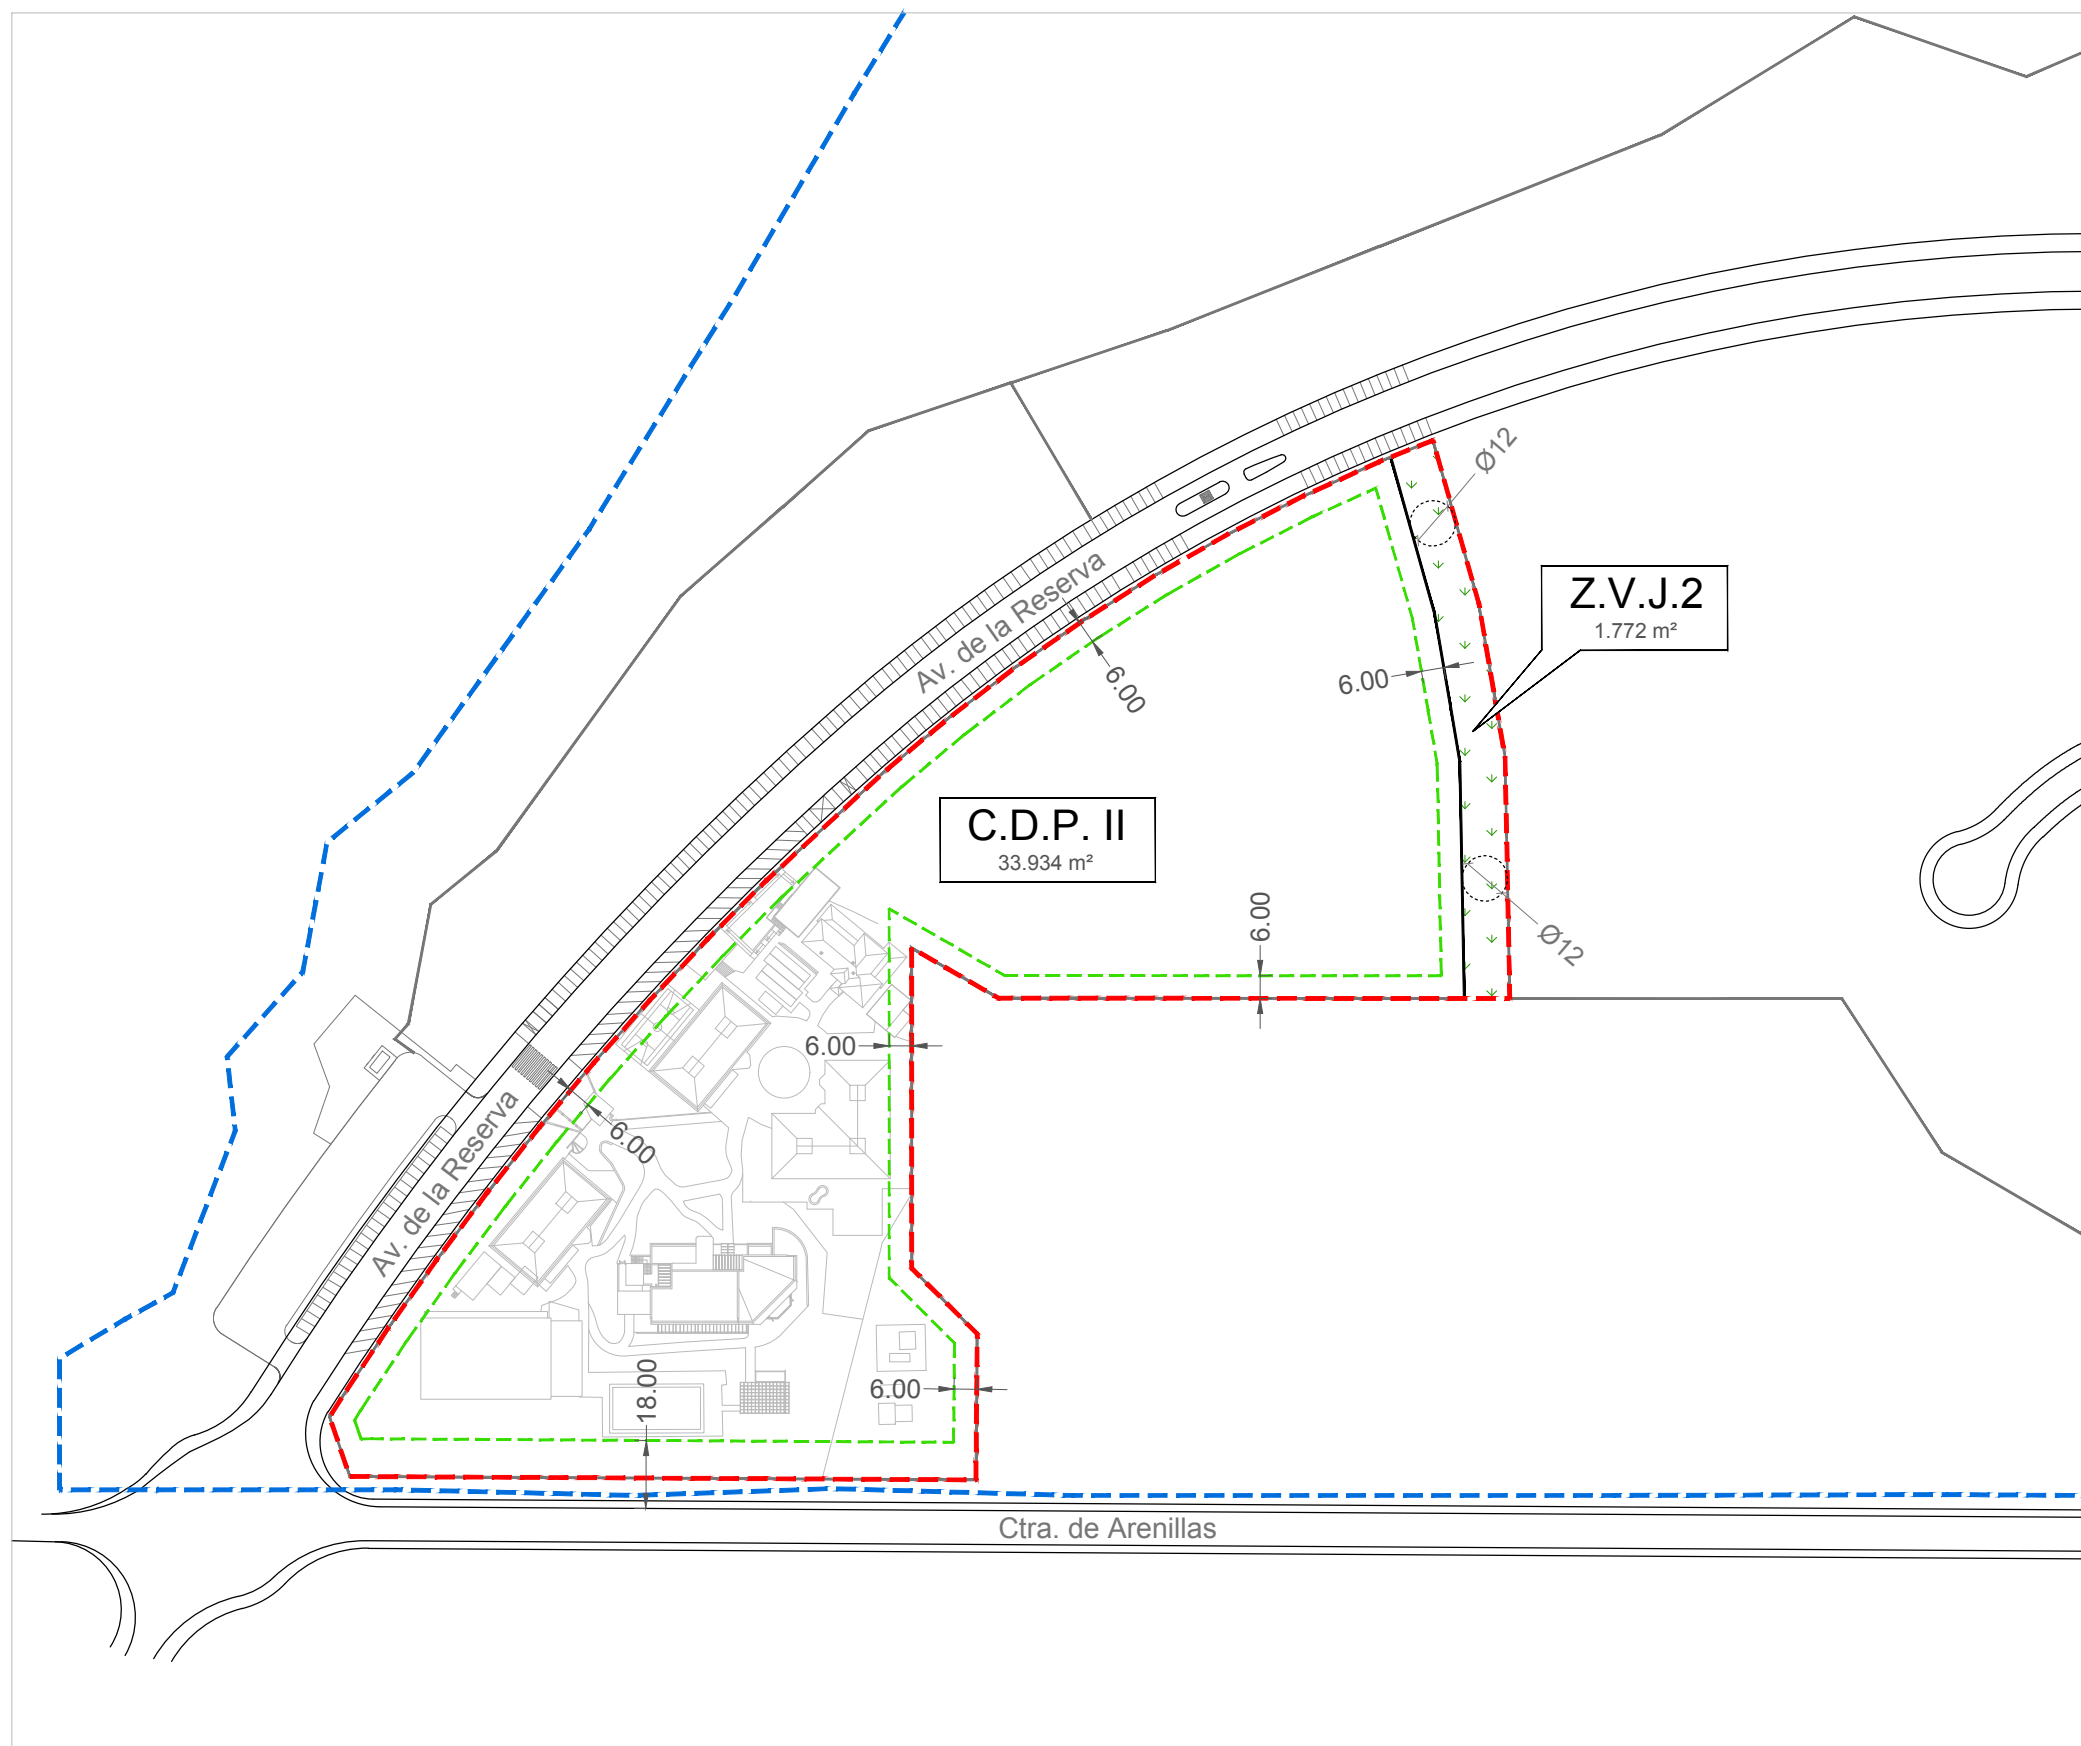 Ø12
Z.V.J.2
1.772 m²
Av. de la Reserva
6.00
6.00
C.D.P. II
33.934 m²
6.00
Ø12
6.00
Av. de la Reserva
6.00
18.00
6.00
Ctra. de Arenillas